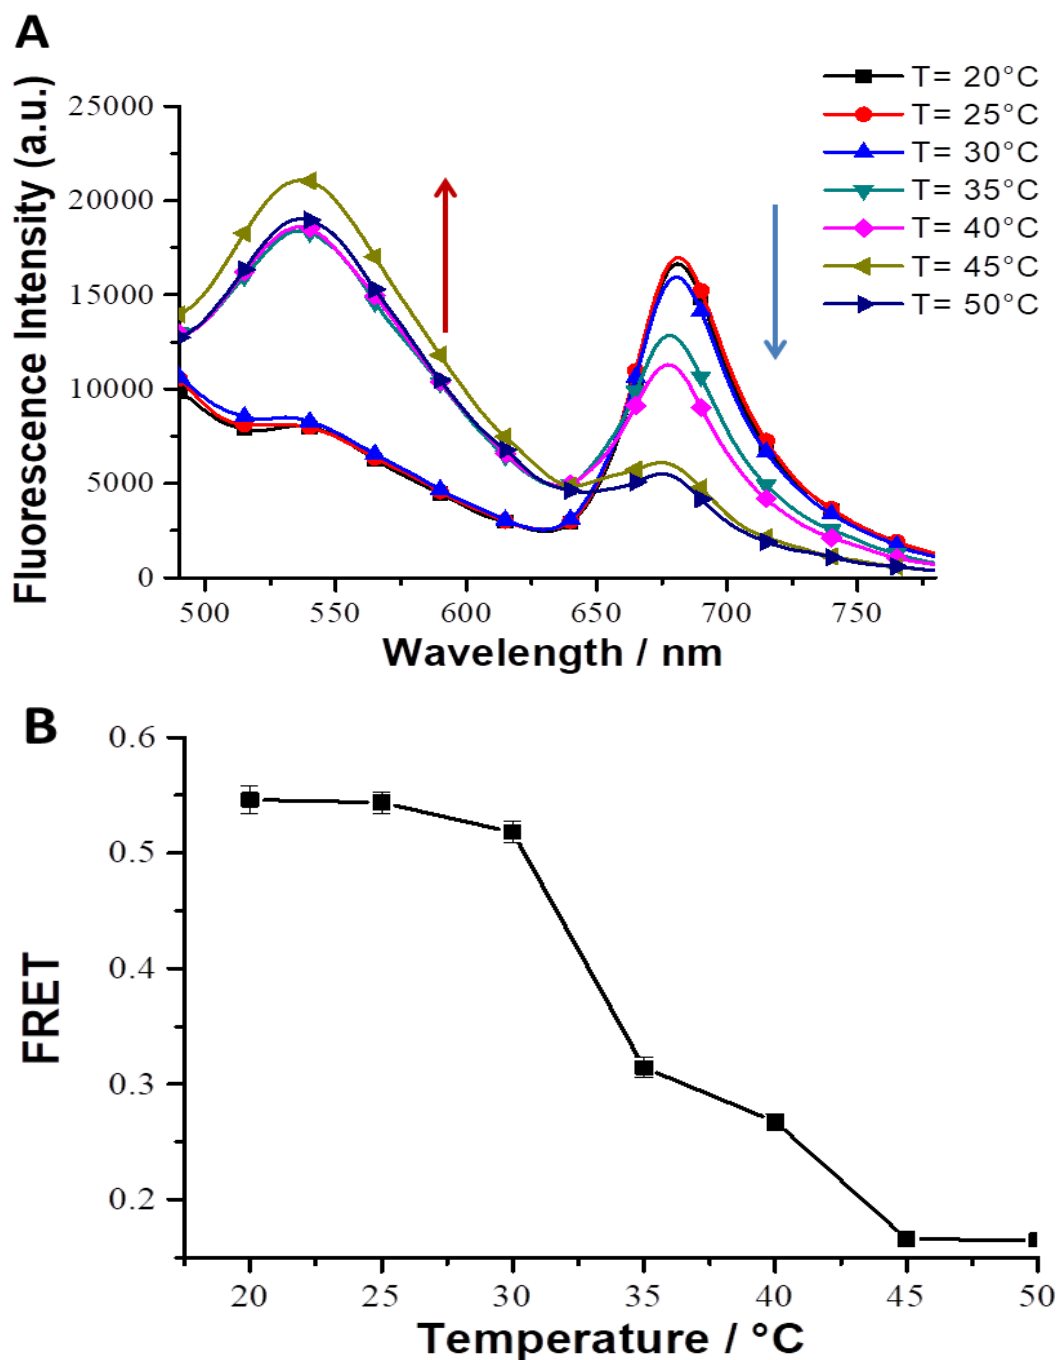 A
T= 20°C
T= 25°C
T= 30°C
T= 35°C
T= 40°C
T= 45°C
T= 50°C
Fluorescence Intensity (a.u.)
25000
20000
15000
10000
5000
0
500 550 600 650 700 750
Wavelength / nm
B
FRET
0.6
0.5
0.4
0.3
0.2
20 25 30 35 40 45 50
Temperature / °C